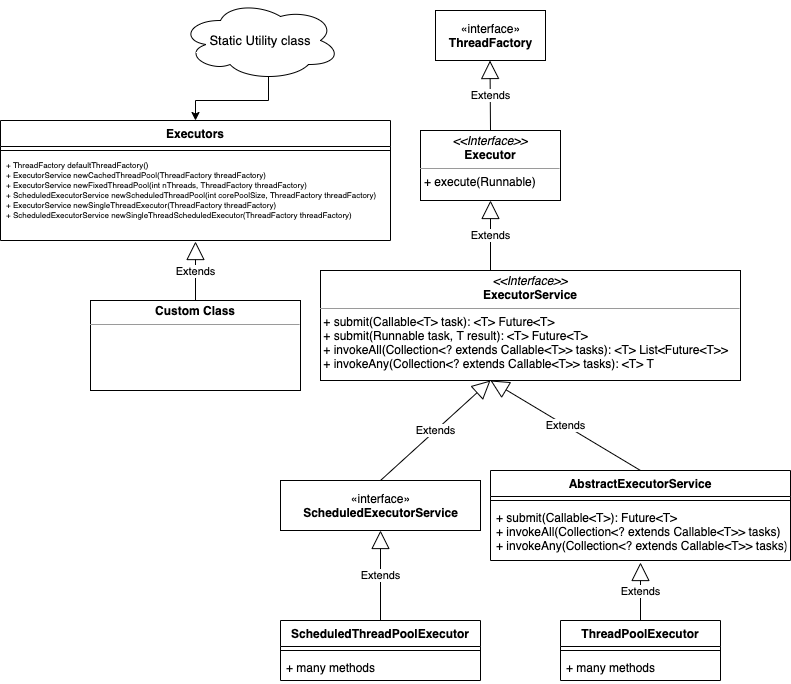 Static Utility class
«interface»
ThreadFactory
Extends
Executors
+ ThreadFactory defaultThreadFactory()
+ ExecutorService newCachedThreadPool(ThreadFactory threadFactory)
+ ExecutorService newFixedThreadPool(int nThreads, ThreadFactory threadFactory)
+ ScheduledExecutorService newScheduledThreadPool(int corePoolSize, ThreadFactory threadFactory)
+ ExecutorService newSingleThreadExecutor(ThreadFactory threadFactory)
+ ScheduledExecutorService newSingleThreadScheduledExecutor(ThreadFactory threadFactory)
<<Interface>>
Executor
+ execute(Runnable)
Extends
Extends
Custom Class
<<Interface>>
ExecutorService
+ submit(Callable<T> task): <T> Future<T>
+ submit(Runnable task, T result): <T> Future<T>
+ invokeAll(Collection<? extends Callable<T>> tasks): <T> List<Future<T>>
+ invokeAny(Collection<? extends Callable<T>> tasks): <T> T
Extends
Extends
«interface»
ScheduledExecutorService
AbstractExecutorService
+ submit(Callable<T>): Future<T>
+ invokeAll(Collection<? extends Callable<T>> tasks)
+ invokeAny(Collection<? extends Callable<T>> tasks)
Extends
Extends
ScheduledThreadPoolExecutor
+ many methods
ThreadPoolExecutor
+ many methods